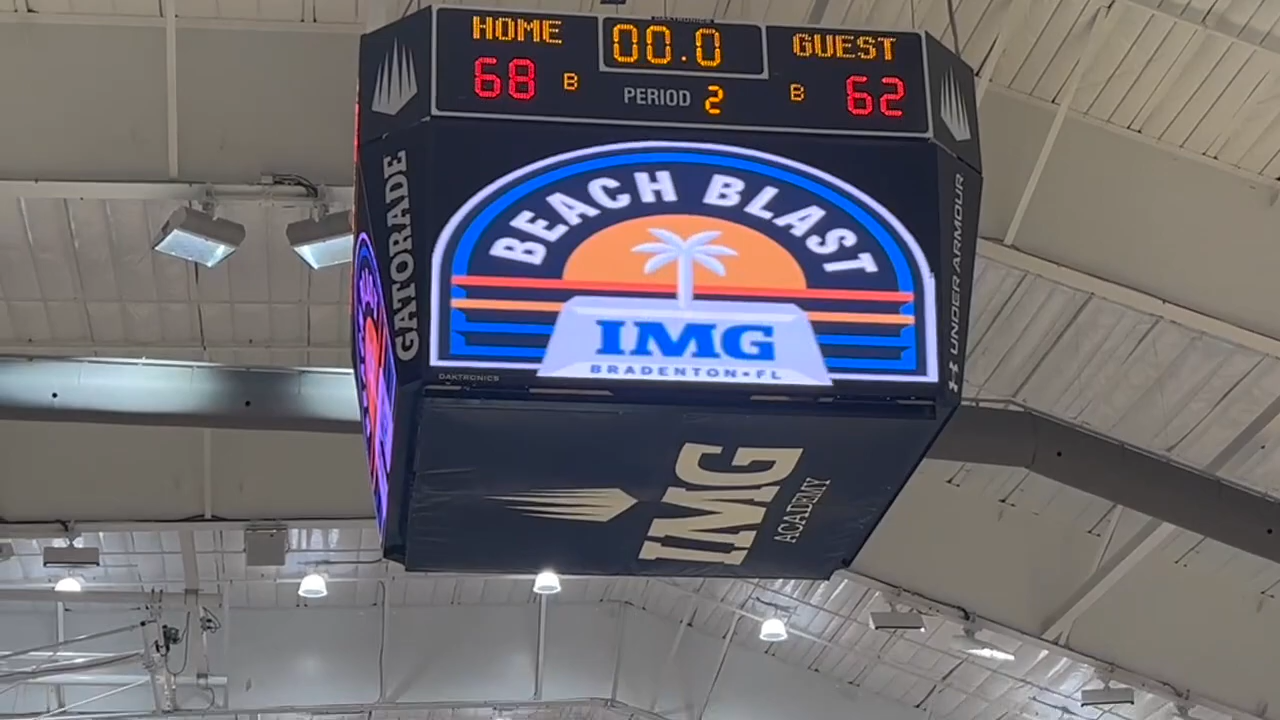 DAKTRONICS
HOME 00.0 GUEST
68 B PERIOD 2 B 62
GATORADE
BEACH BLAST
IMG
BRADENTON • FL
UNDER ARMOUR
DAKTRONICS
IMG
ACADEMY